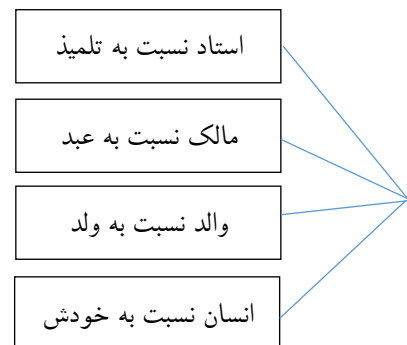 استاد نسبت به تلمیذ
مالک نسبت به عبد
والد نسبت به ولد
انسان نسبت به خودش